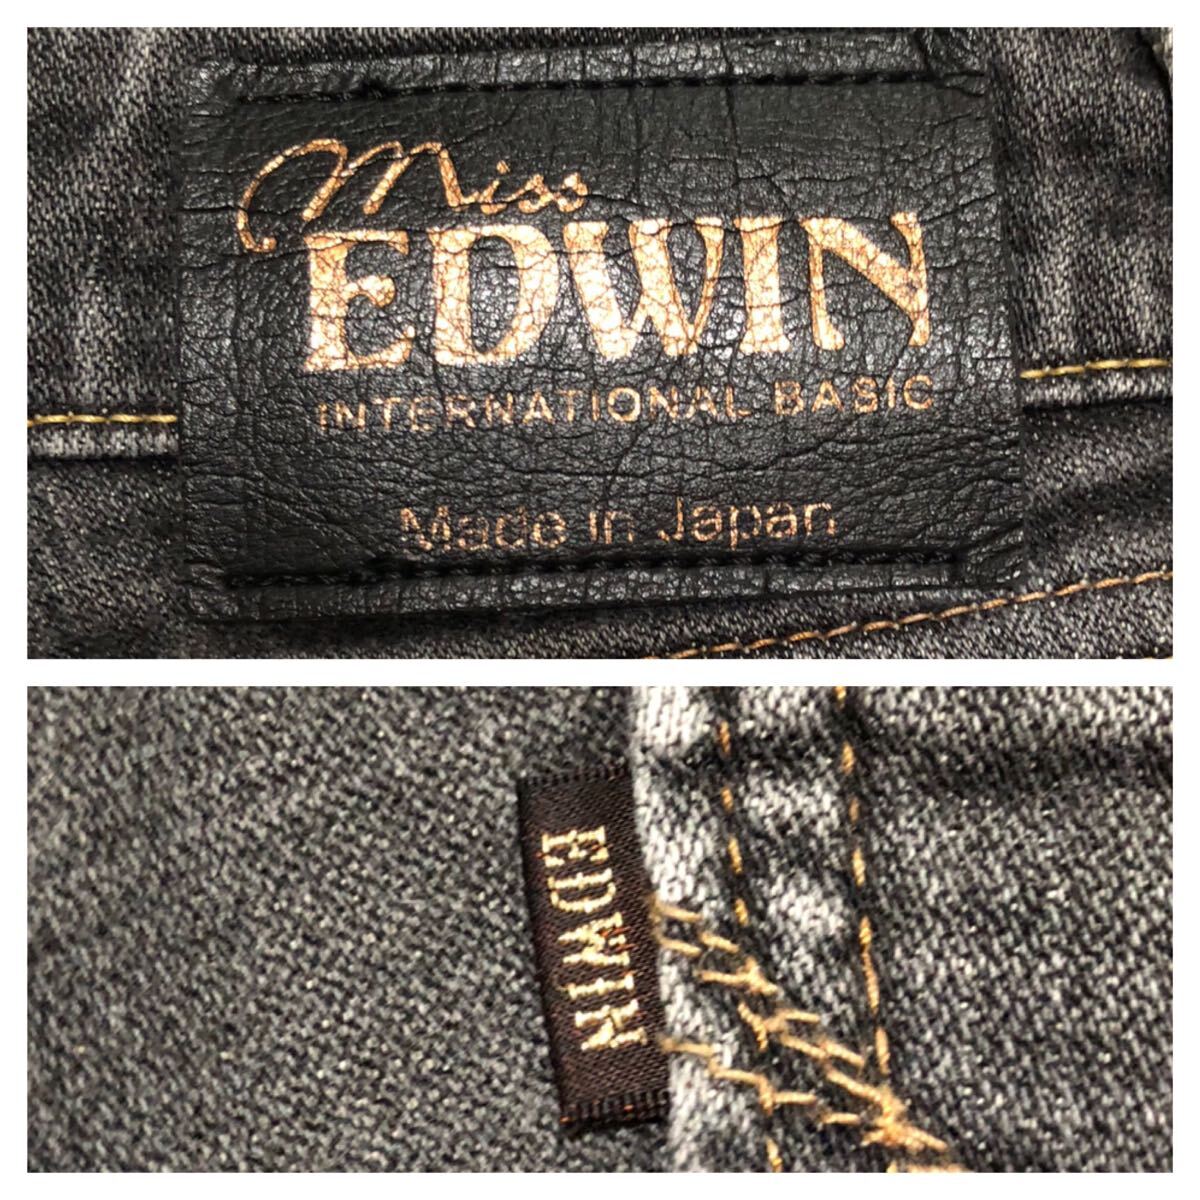 Miss
EDWIN
INTERNATIONAL BASIC
Made in Japan
EDWIN